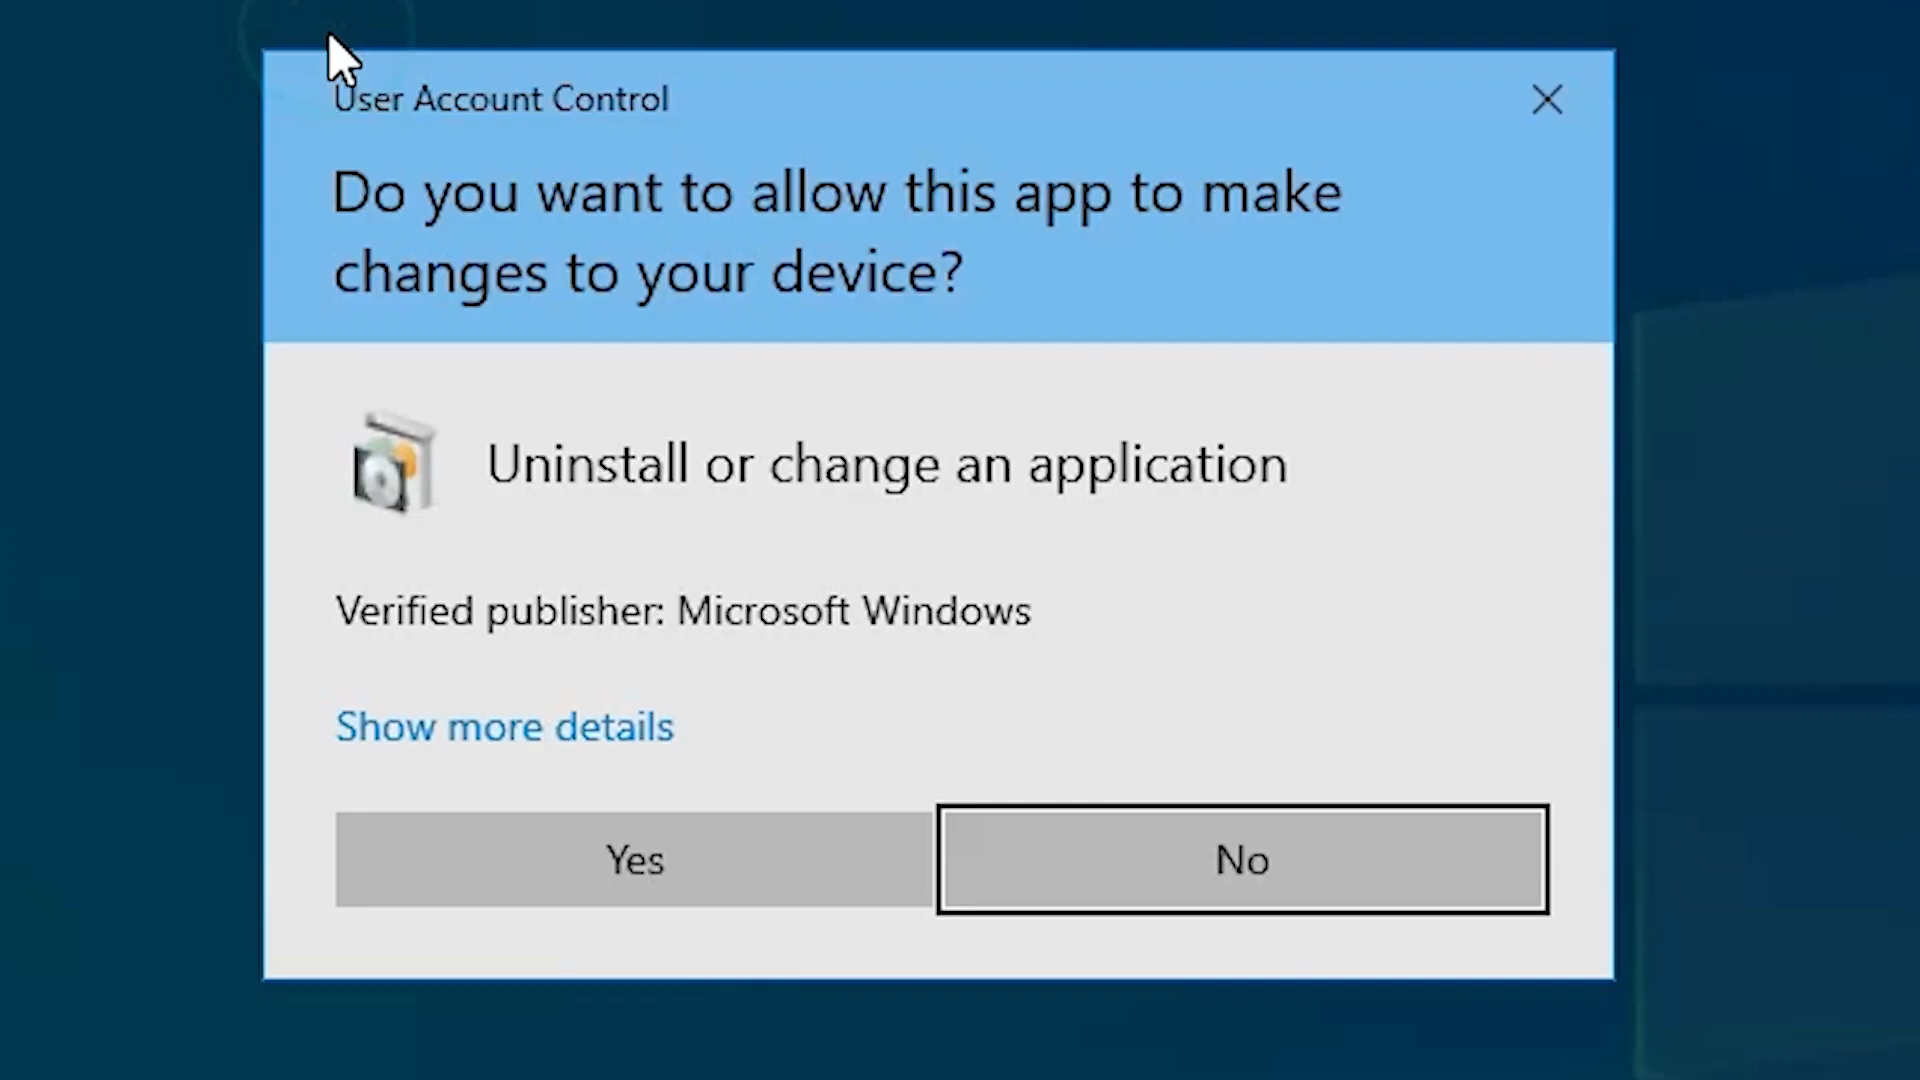 User Account Control
Do you want to allow this app to make
changes to your device?
Uninstall or change an application
Verified publisher: Microsoft Windows
Show more details
Yes
No